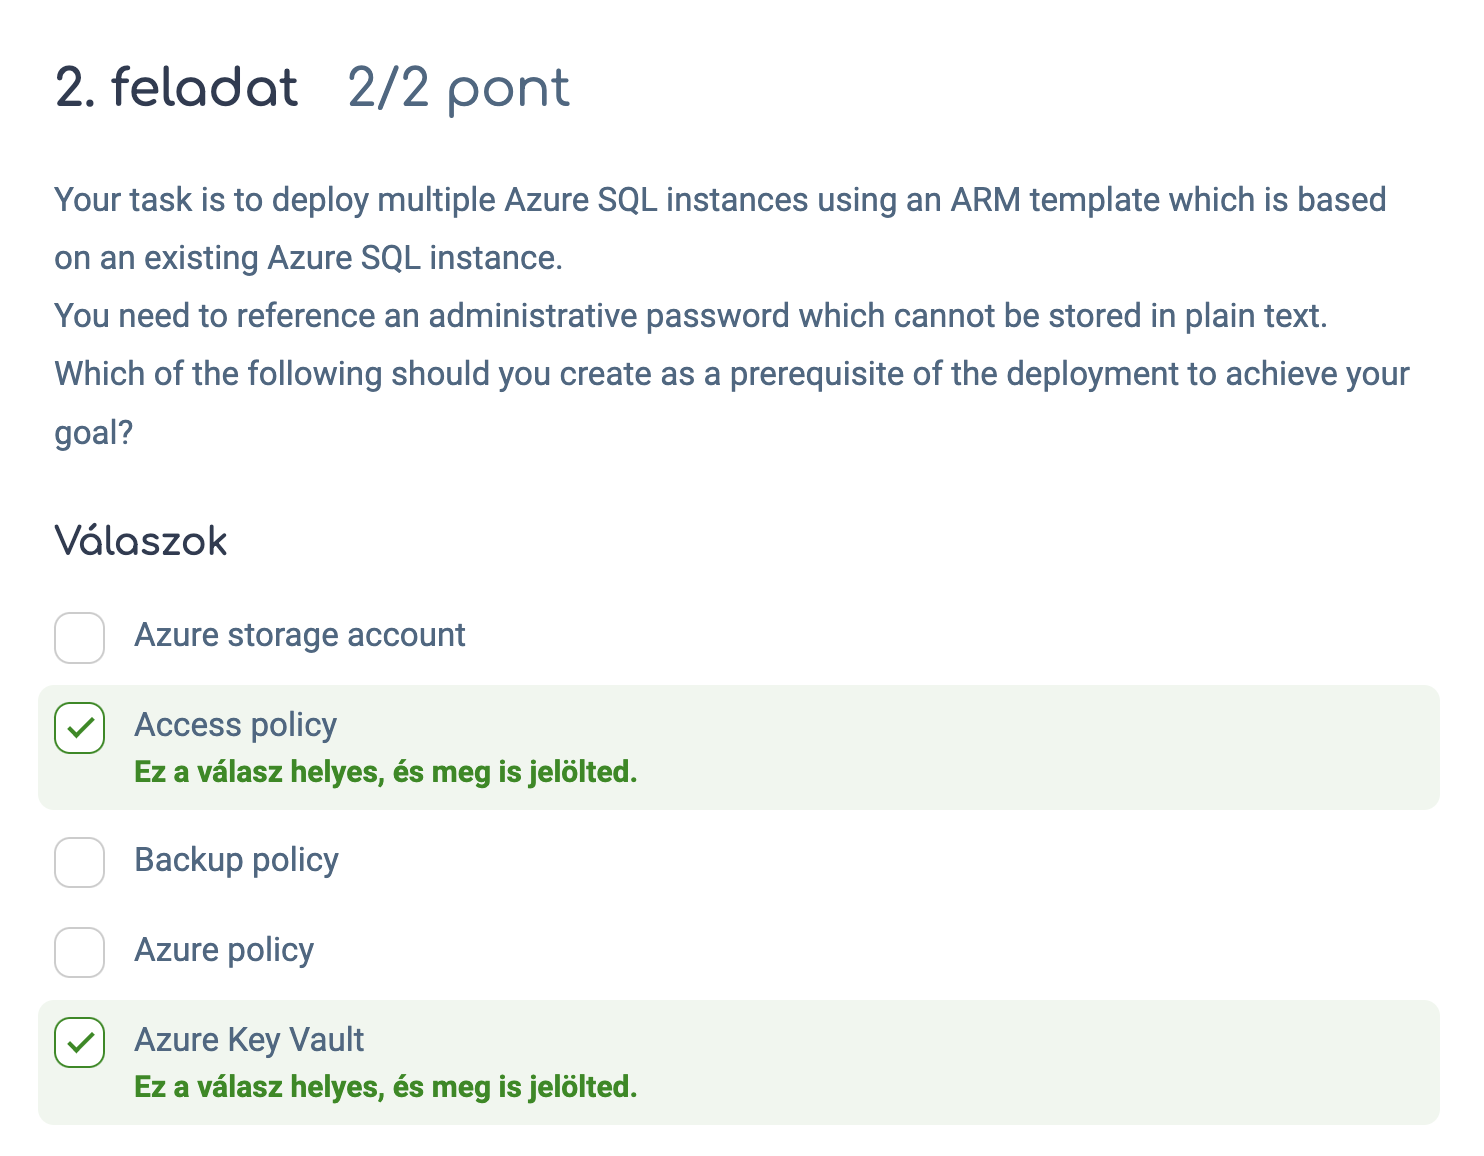 2. feladat 2/2 pont
Your task is to deploy multiple Azure SQL instances using an ARM template which is based
on an existing Azure SQL instance.
You need to reference an administrative password which cannot be stored in plain text.
Which of the following should you create as a prerequisite of the deployment to achieve your
goal?
Válaszok
Azure storage account
Access policy
Ez a válasz helyes, és meg is jelölted.
Backup policy
Azure policy
Azure Key Vault
Ez a válasz helyes, és meg is jelölted.